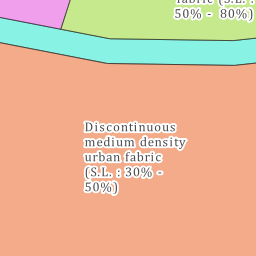 fabric (S.L. :
50% - 80%)
Discontinuous
medium density
urban fabric
(S.L. : 30% -
50%)